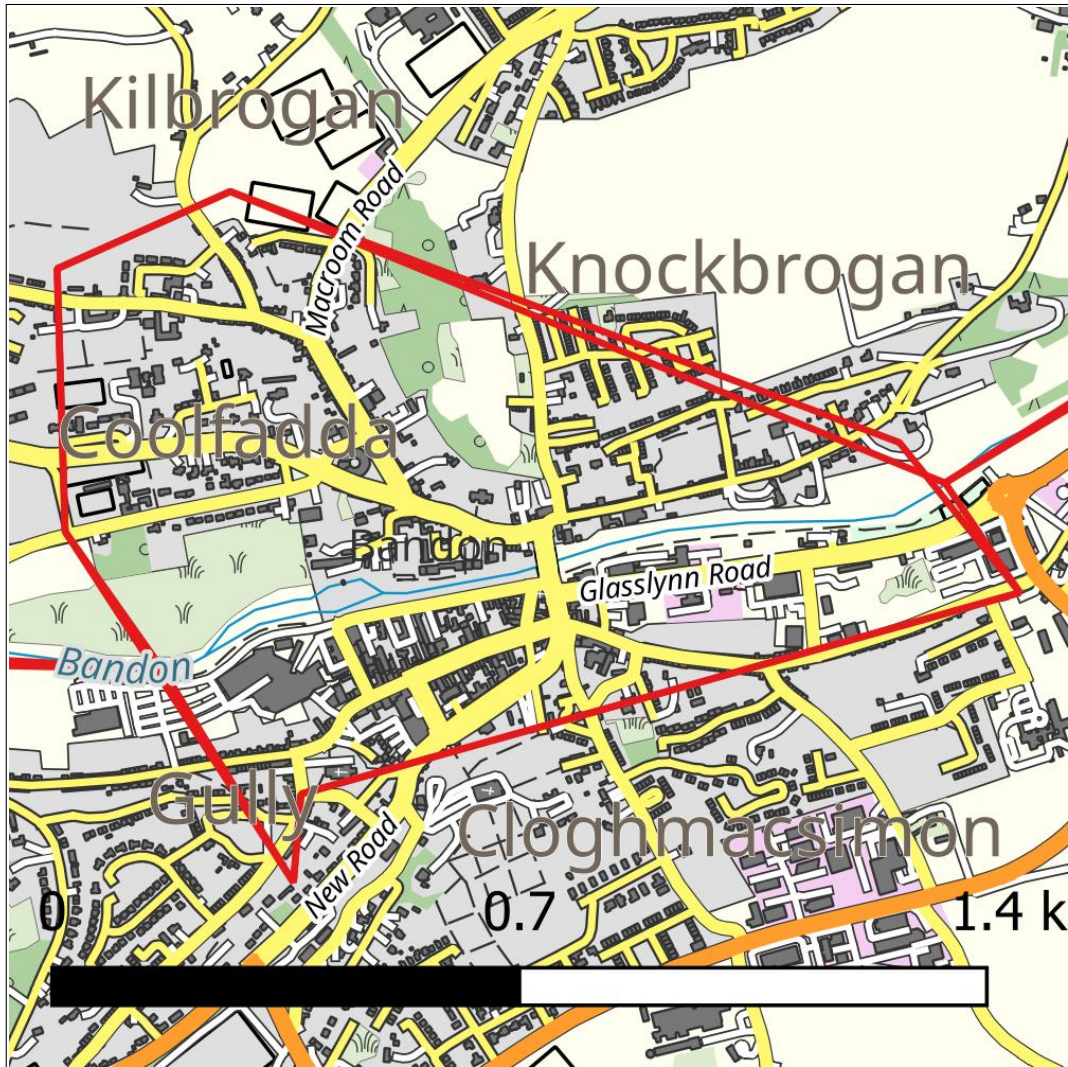 Kilbrogan
Macroom Road
Knockbrogan
Coolfadda
Bandon
Glasslynn Road
Bandon
Gully
New Road
Cloghmacsimon
0
0.7
1.4 k